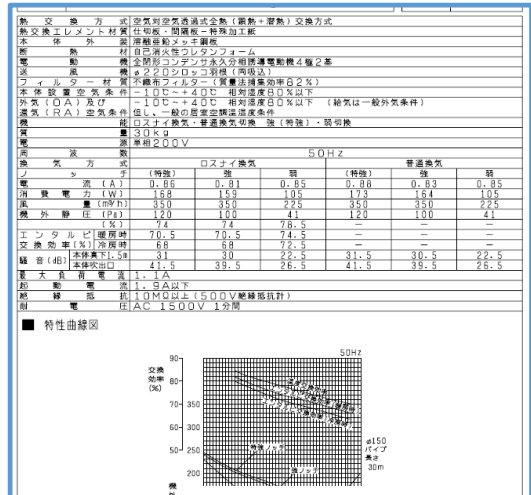 熱交換方式 空気対空気透過式全熱（顕熱＋潜熱）交換方式
熱交換エレメント材質 仕切板・間隔板－特殊加工紙
本体外装 溶融亜鉛メッキ鋼板
断熱材 自己消火性ウレタンフォーム
電動機 全閉形コンデンサ永久分相誘導電動機4極2基
送風機 ø220シロッコ羽根（両吸込）
フィルター材質 不織布フィルター（質量法捕集効率82%）
本体設置空気条件 －10℃～＋40℃ 相対湿度80%以下
外気（OA）及び －10℃～＋40℃ 相対湿度80%以下 （給気は一般外気条件）
還気（RA）空気条件 但し、一般の居室空調温湿度条件
機能 ロスナイ換気・普通換気切換 強（特強）・弱切換
質量 30kg
電源 単相200V
周波数 50Hz
換気方式 ロスナイ換気 普通換気
ノッチ （特強） 強 弱 （特強） 強 弱
電流（A） 0.86 0.81 0.85 0.88 0.83 0.85
消費電力（W） 168 159 105 173 164 105
風量（m³/h） 350 350 225 350 350 225
機外静圧（Pa） 120 100 41 120 100 41
（%） 74 74 78.5 － － －
エンタルピ 暖房時 70.5 70.5 74.5 － － －
交換効率（%） 冷房時 68 68 72.5 － － －
騒音（dB） 本体真下1.5m 31 30 22.5 31.5 30.5 22.5
本体吹出口 41.5 39.5 26.5 41.5 39.5 26.5
最大負荷電流 1.1A
起動電流 1.9A以下
絶縁抵抗 10MΩ以上（500V絶縁抵抗計）
耐電圧 AC 1500V 1分間
■ 特性曲線図
50Hz
交換効率（%）
90
80
70 350
60 300
50 250
200
特強ノッチ
強ノッチ
ø150
パイプ
長さ
30m
機